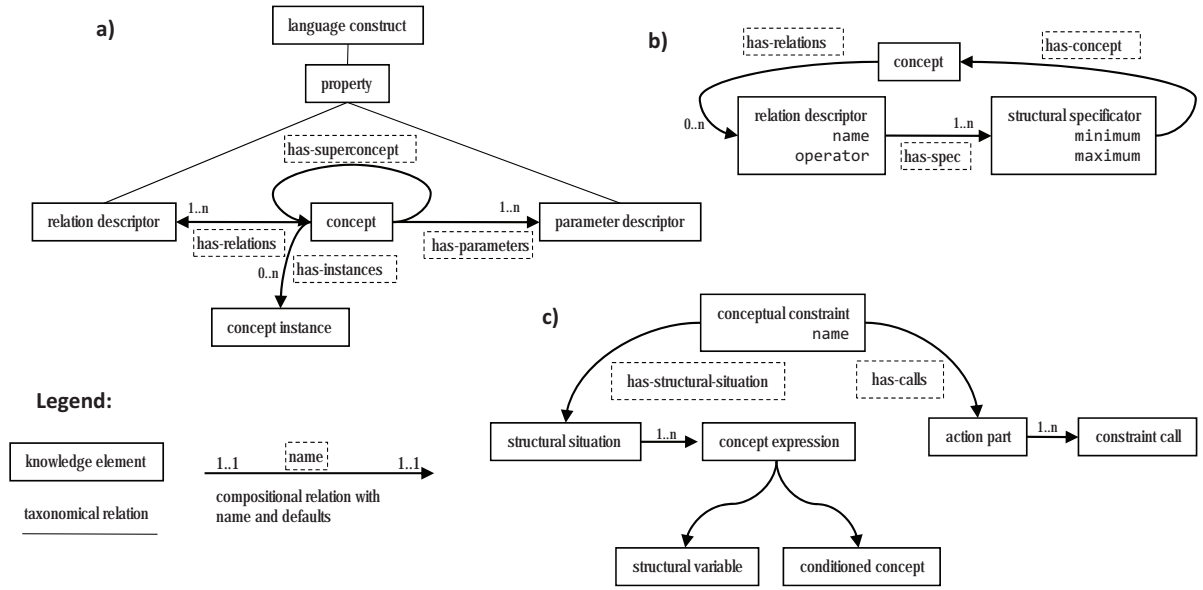 a)
language construct
property
has-superconcept
relation descriptor
1..n
concept
1..n
parameter descriptor
has-relations
has-parameters
0..n
has-instances
concept instance
b)
has-relations
concept
has-concept
0..n
relation descriptor
name
operator
1..n
has-spec
structural specificator
minimum
maximum
c)
conceptual constraint
name
has-structural-situation
has-calls
structural situation
1..n
concept expression
action part
1..n
constraint call
structural variable
conditioned concept
Legend:
knowledge element
1..1
name
1..1
taxonomical relation
compositional relation with
name and defaults